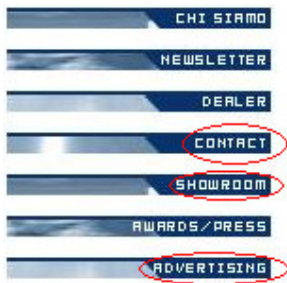 CHI SIAMO
NEWSLETTER
DEALER
CONTACT
SHOWROOM
AWARDS/PRESS
ADVERTISING